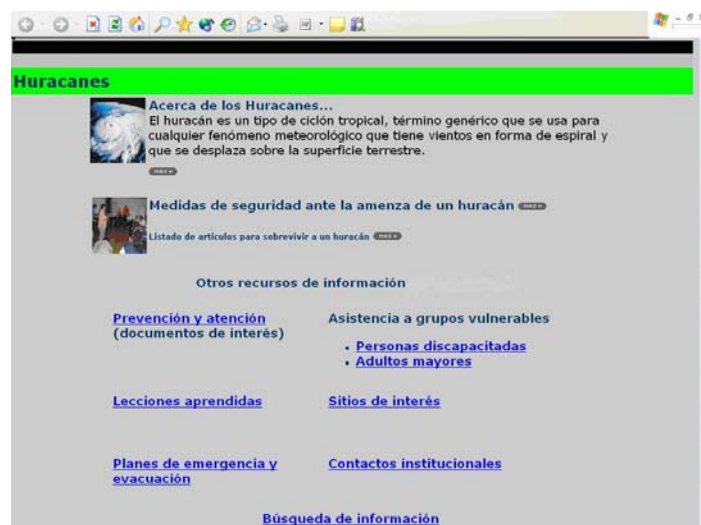 Huracanes
Acerca de los Huracanes...
El huracán es un tipo de ciclón tropical, término genérico que se usa para
cualquier fenómeno meteorológico que tiene vientos en forma de espiral y
que se desplaza sobre la superficie terrestre.
Medidas de seguridad ante la amenza de un huracán
Listado de artículos para sobrevivir a un huracán
Otros recursos de información
Prevención y atención
(documentos de interés)
Asistencia a grupos vulnerables
• Personas discapacitadas
• Adultos mayores
Lecciones aprendidas
Sitios de interés
Planes de emergencia y
evacuación
Contactos institucionales
Búsqueda de información